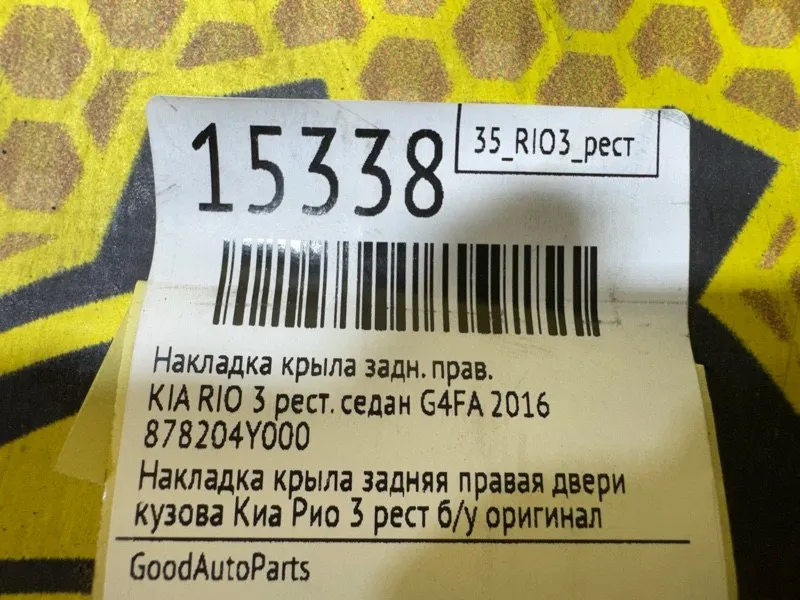 15338
35_RIO3_рест
Накладка крыла задн. прав.
KIA RIO 3 рест. седан G4FA 2016
878204Y000
Накладка крыла задняя правая двери
кузова Киа Рио 3 рест б/у оригинал
GoodAutoParts